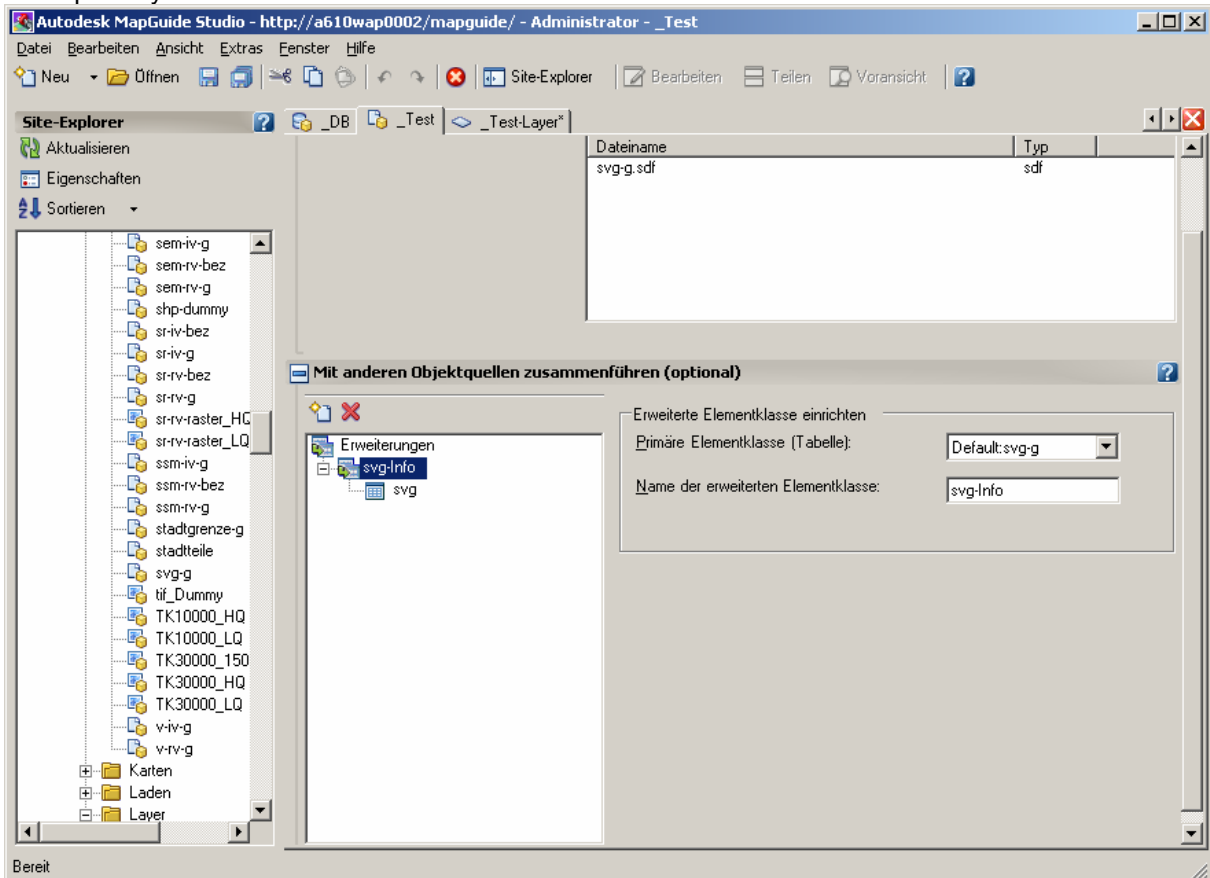 Autodesk MapGuide Studio - http://a610wap0002/mapguide/ - Administrator - _Test
Datei Bearbeiten Ansicht Extras Fenster Hilfe
Neu Öffnen Site-Explorer Bearbeiten Teilen Voransicht
Site-Explorer
_DB _Test _Test-Layer*
Aktualisieren
Eigenschaften
Sortieren
sem-iv-g
sem-rv-bez
sem-rv-g
shp-dummy
sr-iv-bez
sr-iv-g
sr-rv-bez
sr-rv-g
sr-rv-raster_HQ
sr-rv-raster_LQ
ssm-iv-g
ssm-rv-bez
ssm-rv-g
stadtgrenze-g
stadtteile
svg-g
tif_Dummy
TK10000_HQ
TK10000_LQ
TK30000_150
TK30000_HQ
TK30000_LQ
v-iv-g
v-rv-g
Karten
Laden
Layer
Dateiname Typ
svg-g.sdf sdf
Mit anderen Objektquellen zusammenführen (optional)
Erweiterungen
svg-Info
svg
Erweiterte Elementklasse einrichten
Primäre Elementklasse (Tabelle): Default:svg-g
Name der erweiterten Elementklasse: svg-Info
Bereit